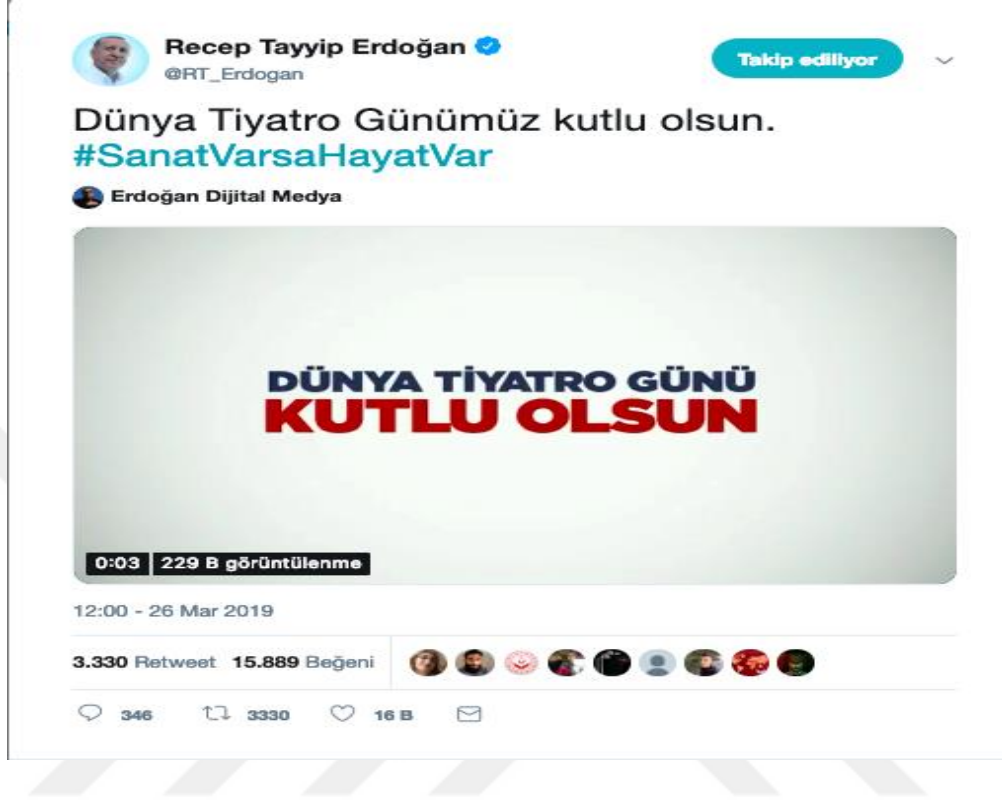 Recep Tayyip Erdoğan
@RT_Erdogan
Takip ediliyor
Dünya Tiyatro Günümüz kutlu olsun.
#SanatVarsaHayatVar
Erdoğan Dijital Medya
DÜNYA TİYATRO GÜNÜ
KUTLU OLSUN
0:03 229 B görüntülenme
12:00 - 26 Mar 2019
3.330 Retweet 15.889 Beğeni
346 3330 16 B